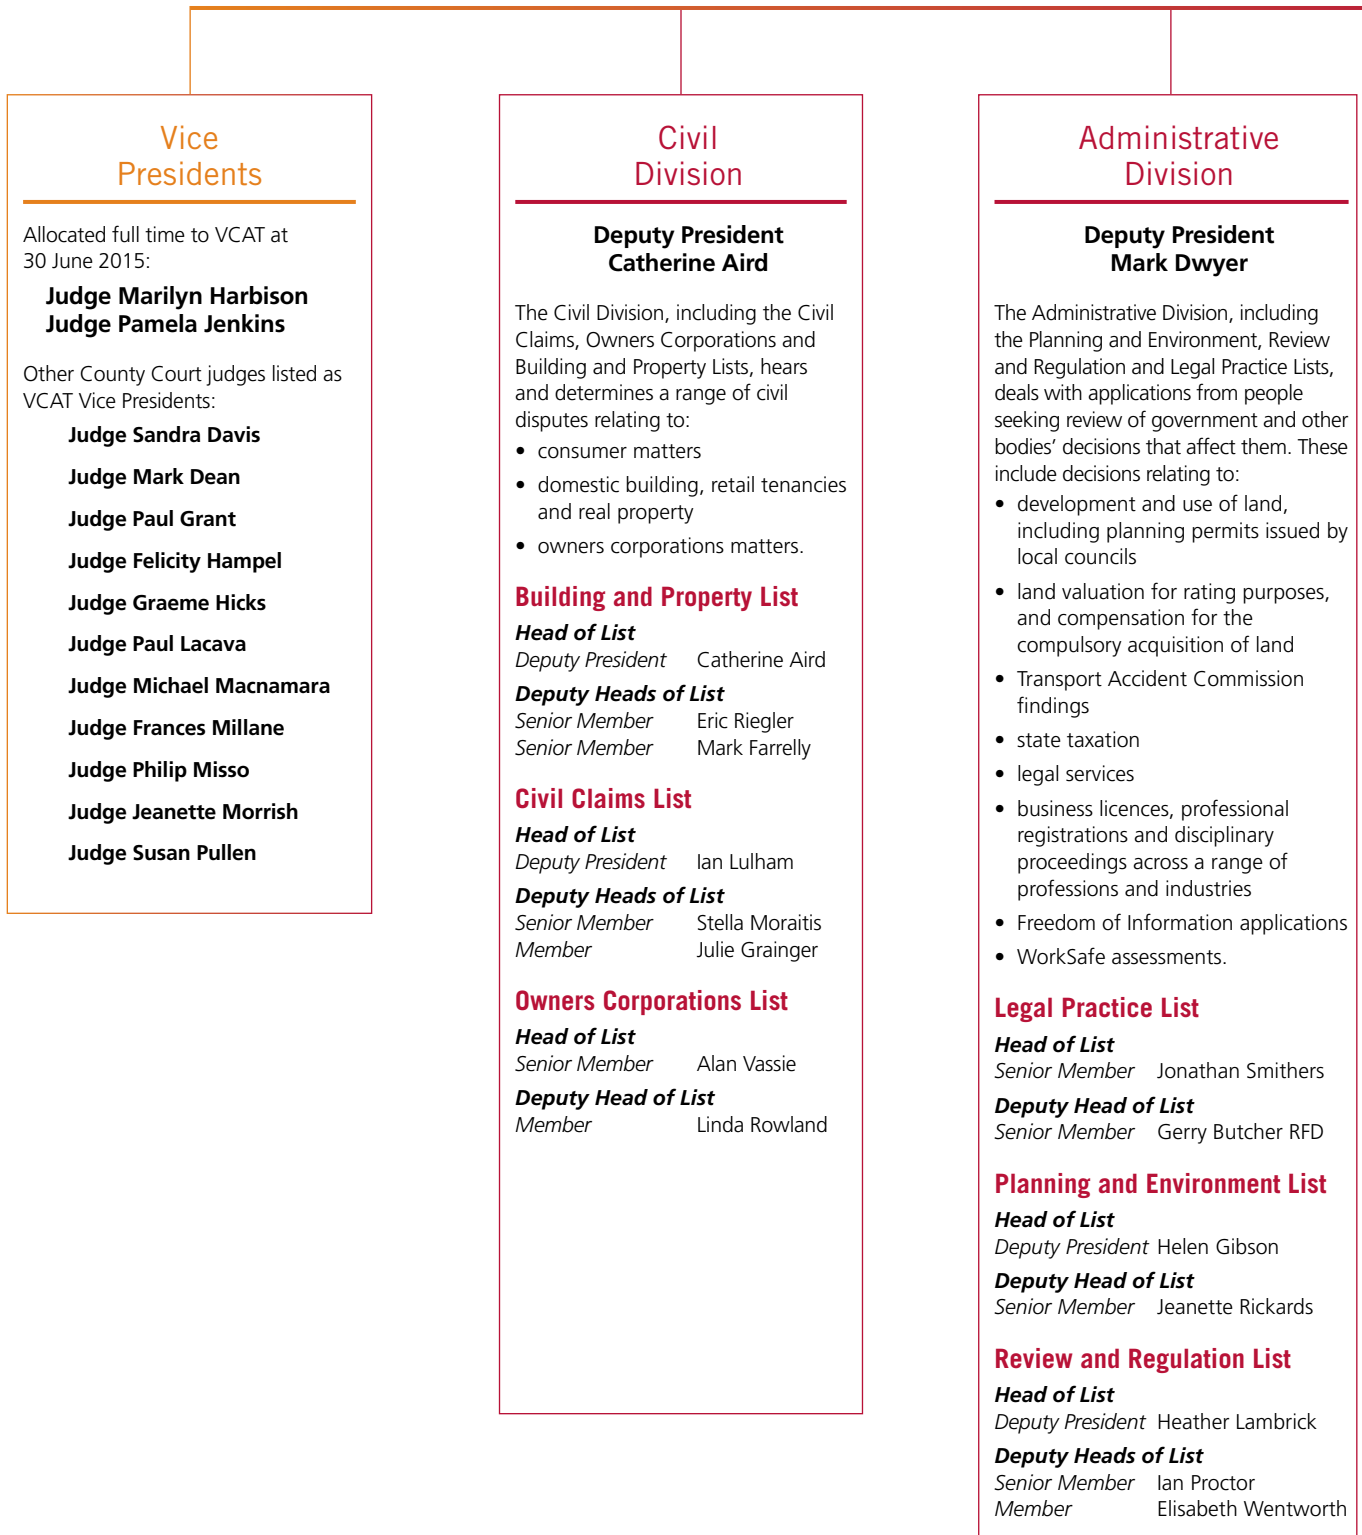 Vice
Presidents
Allocated full time to VCAT at
30 June 2015:
Judge Marilyn Harbison
Judge Pamela Jenkins
Other County Court judges listed as
VCAT Vice Presidents:
Judge Sandra Davis
Judge Mark Dean
Judge Paul Grant
Judge Felicity Hampel
Judge Graeme Hicks
Judge Paul Lacava
Judge Michael Macnamara
Judge Frances Millane
Judge Philip Misso
Judge Jeanette Morrish
Judge Susan Pullen
Civil
Division
Deputy President
Catherine Aird
The Civil Division, including the Civil
Claims, Owners Corporations and
Building and Property Lists, hears
and determines a range of civil
disputes relating to:
• consumer matters
• domestic building, retail tenancies
and real property
• owners corporations matters.
Building and Property List
Head of List
Deputy President Catherine Aird
Deputy Heads of List
Senior Member Eric Riegler
Senior Member Mark Farrelly
Civil Claims List
Head of List
Deputy President Ian Lulham
Deputy Heads of List
Senior Member Stella Moraitis
Member Julie Grainger
Owners Corporations List
Head of List
Senior Member Alan Vassie
Deputy Head of List
Member Linda Rowland
Administrative
Division
Deputy President
Mark Dwyer
The Administrative Division, including
the Planning and Environment, Review
and Regulation and Legal Practice Lists,
deals with applications from people
seeking review of government and other
bodies’ decisions that affect them. These
include decisions relating to:
• development and use of land,
including planning permits issued by
local councils
• land valuation for rating purposes,
and compensation for the
compulsory acquisition of land
• Transport Accident Commission
findings
• state taxation
• legal services
• business licences, professional
registrations and disciplinary
proceedings across a range of
professions and industries
• Freedom of Information applications
• WorkSafe assessments.
Legal Practice List
Head of List
Senior Member Jonathan Smithers
Deputy Head of List
Senior Member Gerry Butcher RFD
Planning and Environment List
Head of List
Deputy President Helen Gibson
Deputy Head of List
Senior Member Jeanette Rickards
Review and Regulation List
Head of List
Deputy President Heather Lambrick
Deputy Heads of List
Senior Member Ian Proctor
Member Elisabeth Wentworth